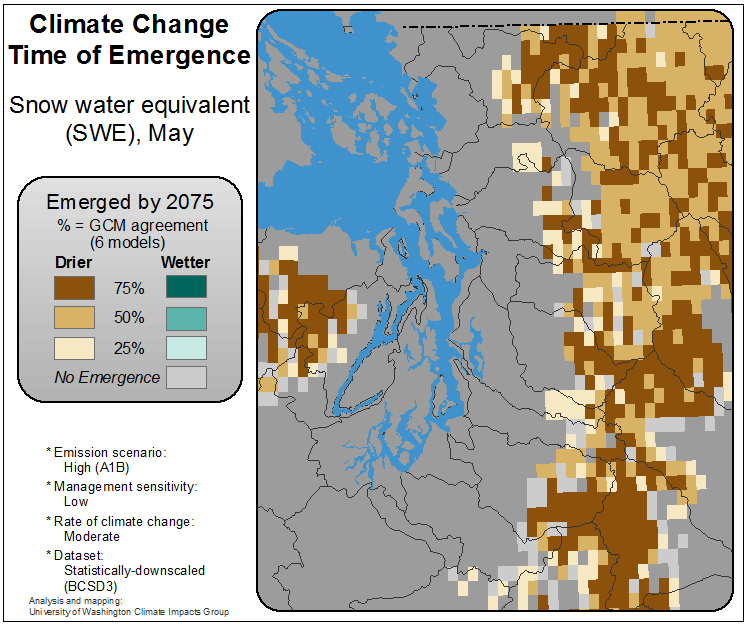 Climate Change
Time of Emergence
Snow water equivalent
(SWE), May
Emerged by 2075
% = GCM agreement
(6 models)
Drier Wetter
75%
50%
25%
No Emergence
* Emission scenario:
High (A1B)
* Management sensitivity:
Low
* Rate of climate change:
Moderate
* Dataset:
Statistically-downscaled
(BCSD3)
Analysis and mapping:
University of Washington Climate Impacts Group